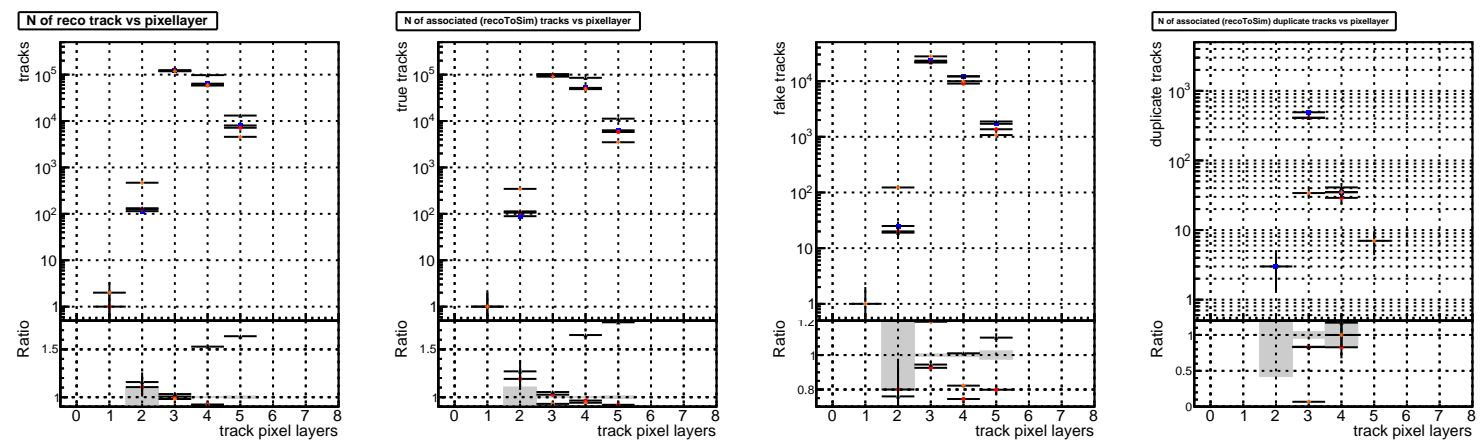 N of reco track vs pixellayer
tracks
10^5
10^4
10^3
10^2
10
1
Ratio
1.5
1
0 1 2 3 4 5 6 7 8
track pixel layers
N of associated (recoToSim) tracks vs pixellayer
true tracks
10^5
10^4
10^3
10^2
10
1
Ratio
1.5
1
0 1 2 3 4 5 6 7 8
track pixel layers
fake tracks
10^4
10^3
10^2
10
1
Ratio
1.2
1
0.8
0 1 2 3 4 5 6 7 8
track pixel layers
N of associated (recoToSim) duplicate tracks vs pixellayer
duplicate tracks
10^3
10^2
10
1
Ratio
1
0.5
0
0 1 2 3 4 5 6 7 8
track pixel layers